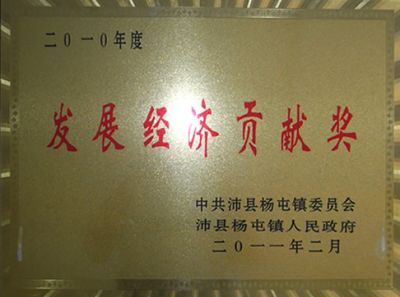 二〇一〇年度
发展经济贡献奖
中共沛县杨屯镇委员会
沛县杨屯镇人民政府
二〇一一年二月